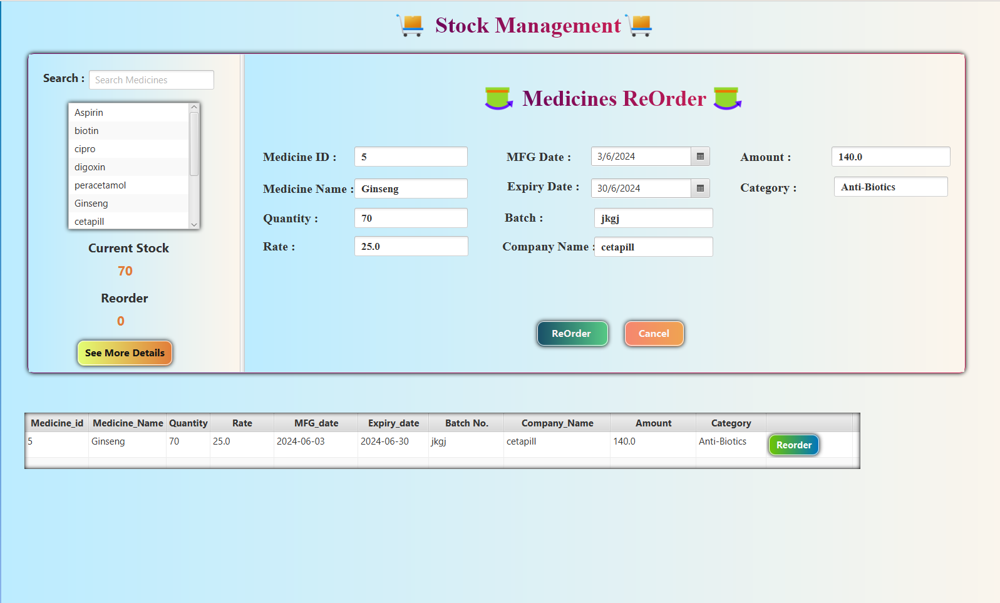 Stock Management
Search :
Search Medicines
Aspirin
biotin
cipro
digoxin
peracetamol
Ginseng
cetapill
Current Stock
70
Reorder
0
See More Details
Medicines ReOrder
Medicine ID : 5 MFG Date : 3/6/2024 Amount : 140.0
Medicine Name : Ginseng Expiry Date : 30/6/2024 Category : Anti-Biotics
Quantity : 70 Batch : jkgj
Rate : 25.0 Company Name : cetapill
ReOrder Cancel
Medicine_id Medicine_Name Quantity Rate MFG_date Expiry_date Batch No. Company_Name Amount Category
5 Ginseng 70 25.0 2024-06-03 2024-06-30 jkgj cetapill 140.0 Anti-Biotics Reorder